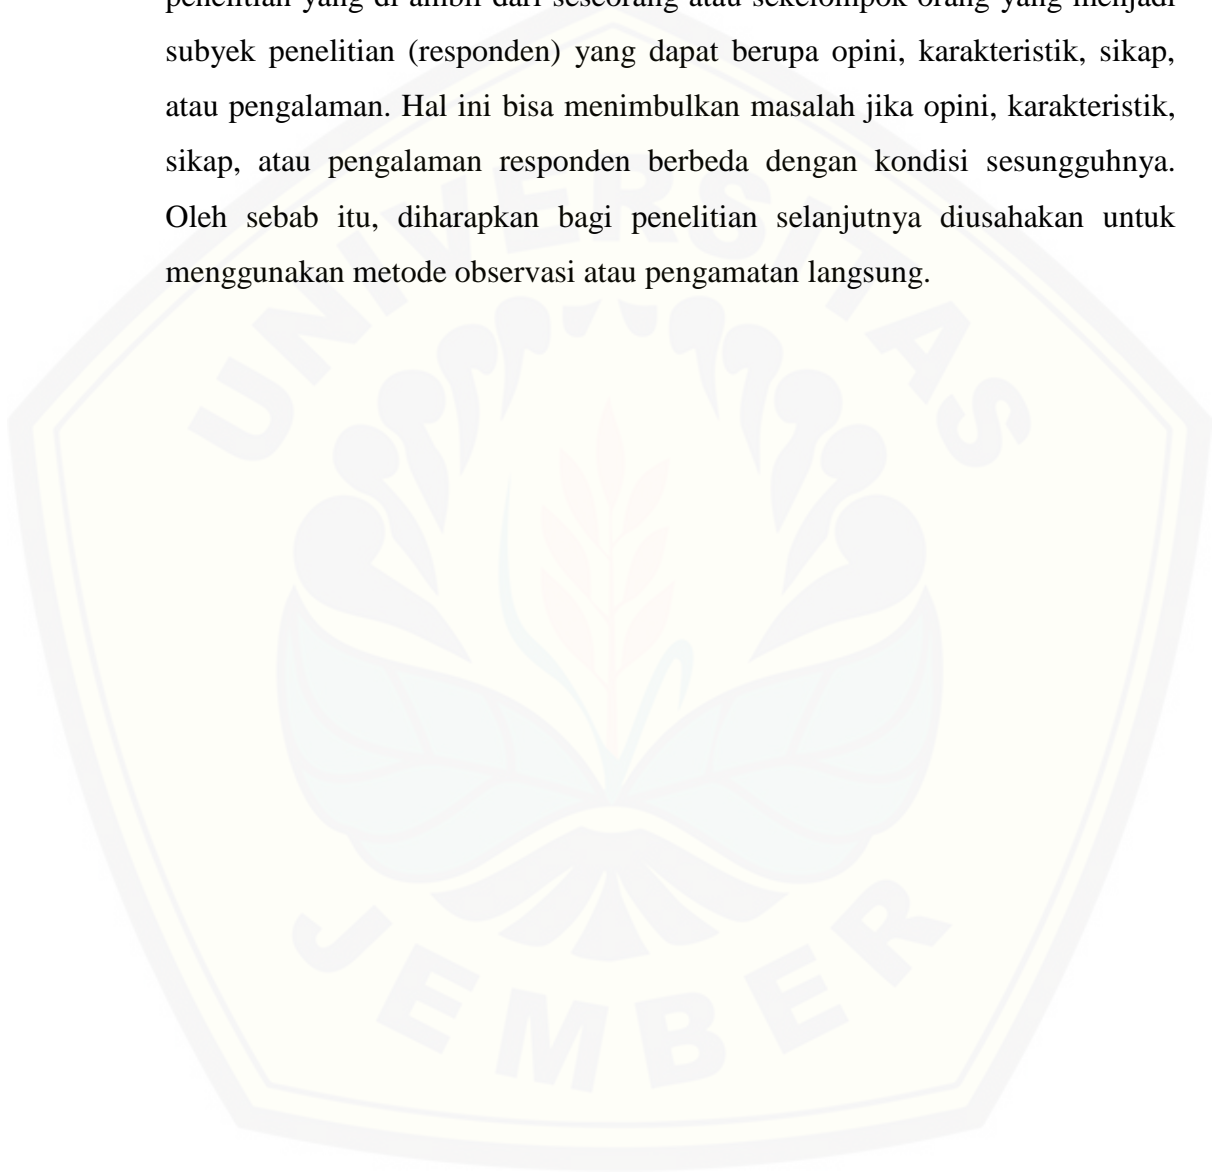 penelitian yang di ambil dari seseorang atau sekelompok orang yang menjadi
subyek penelitian (responden) yang dapat berupa opini, karakteristik, sikap,
atau pengalaman. Hal ini bisa menimbulkan masalah jika opini, karakteristik,
sikap, atau pengalaman responden berbeda dengan kondisi sesungguhnya.
Oleh sebab itu, diharapkan bagi penelitian selanjutnya diusahakan untuk
menggunakan metode observasi atau pengamatan langsung.
UNIVERSITAS
JEMBER